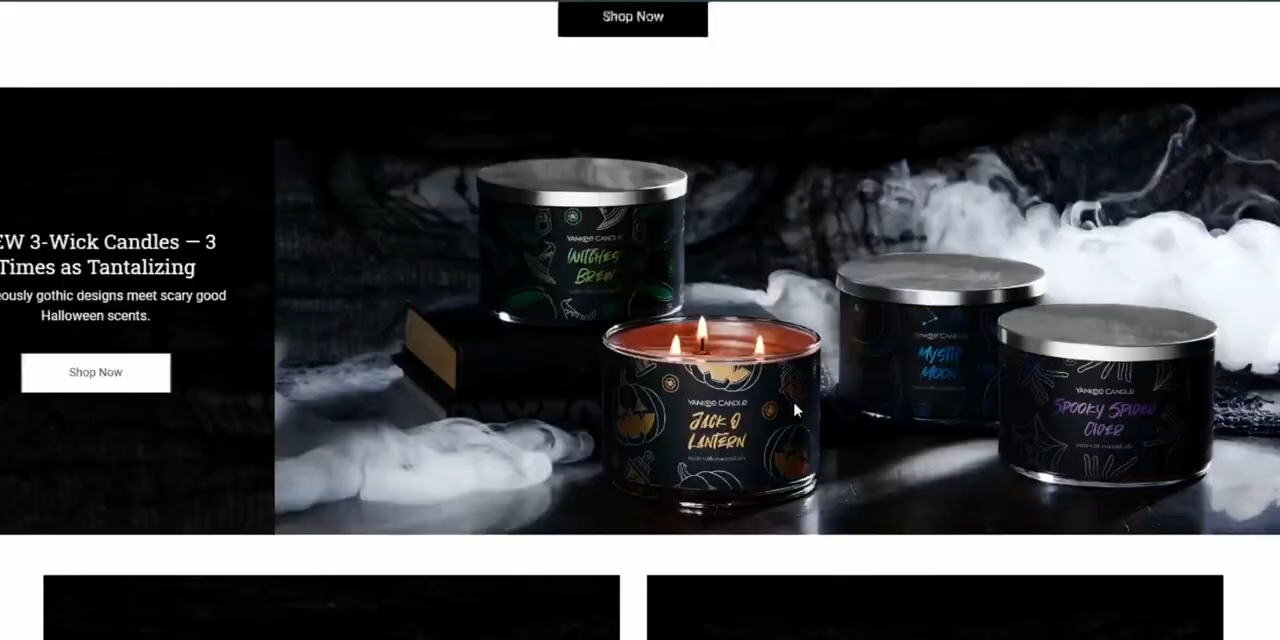 Shop Now
EW 3-Wick Candles — 3
Times as Tantalizing
eously gothic designs meet scary good
Halloween scents.
Shop Now
YANKEE CANDLE
WITCHES'
BREW
YANKEE CANDLE
JACK O'
LANTERN
YANKEE CANDLE
MYSTIC
MOON
YANKEE CANDLE
SPOOKY SPIDER
CIDER